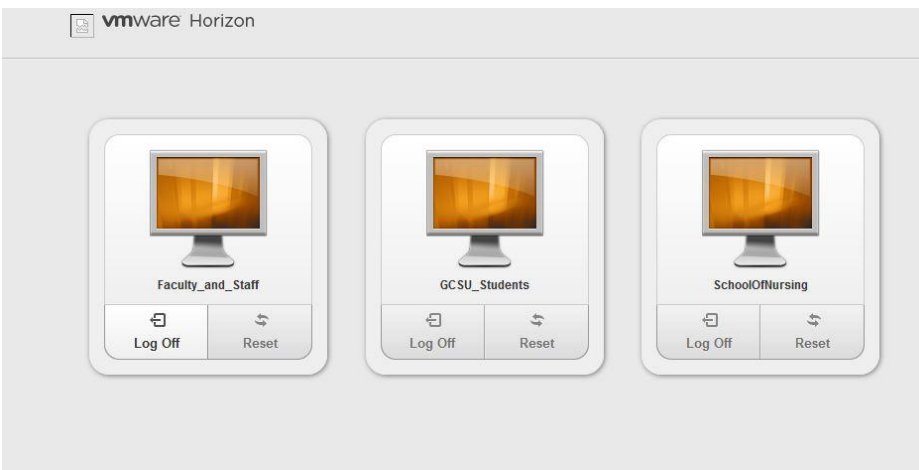 vmware Horizon
Faculty_and_Staff
Log Off Reset
GCSU_Students
Log Off Reset
SchoolOfNursing
Log Off Reset